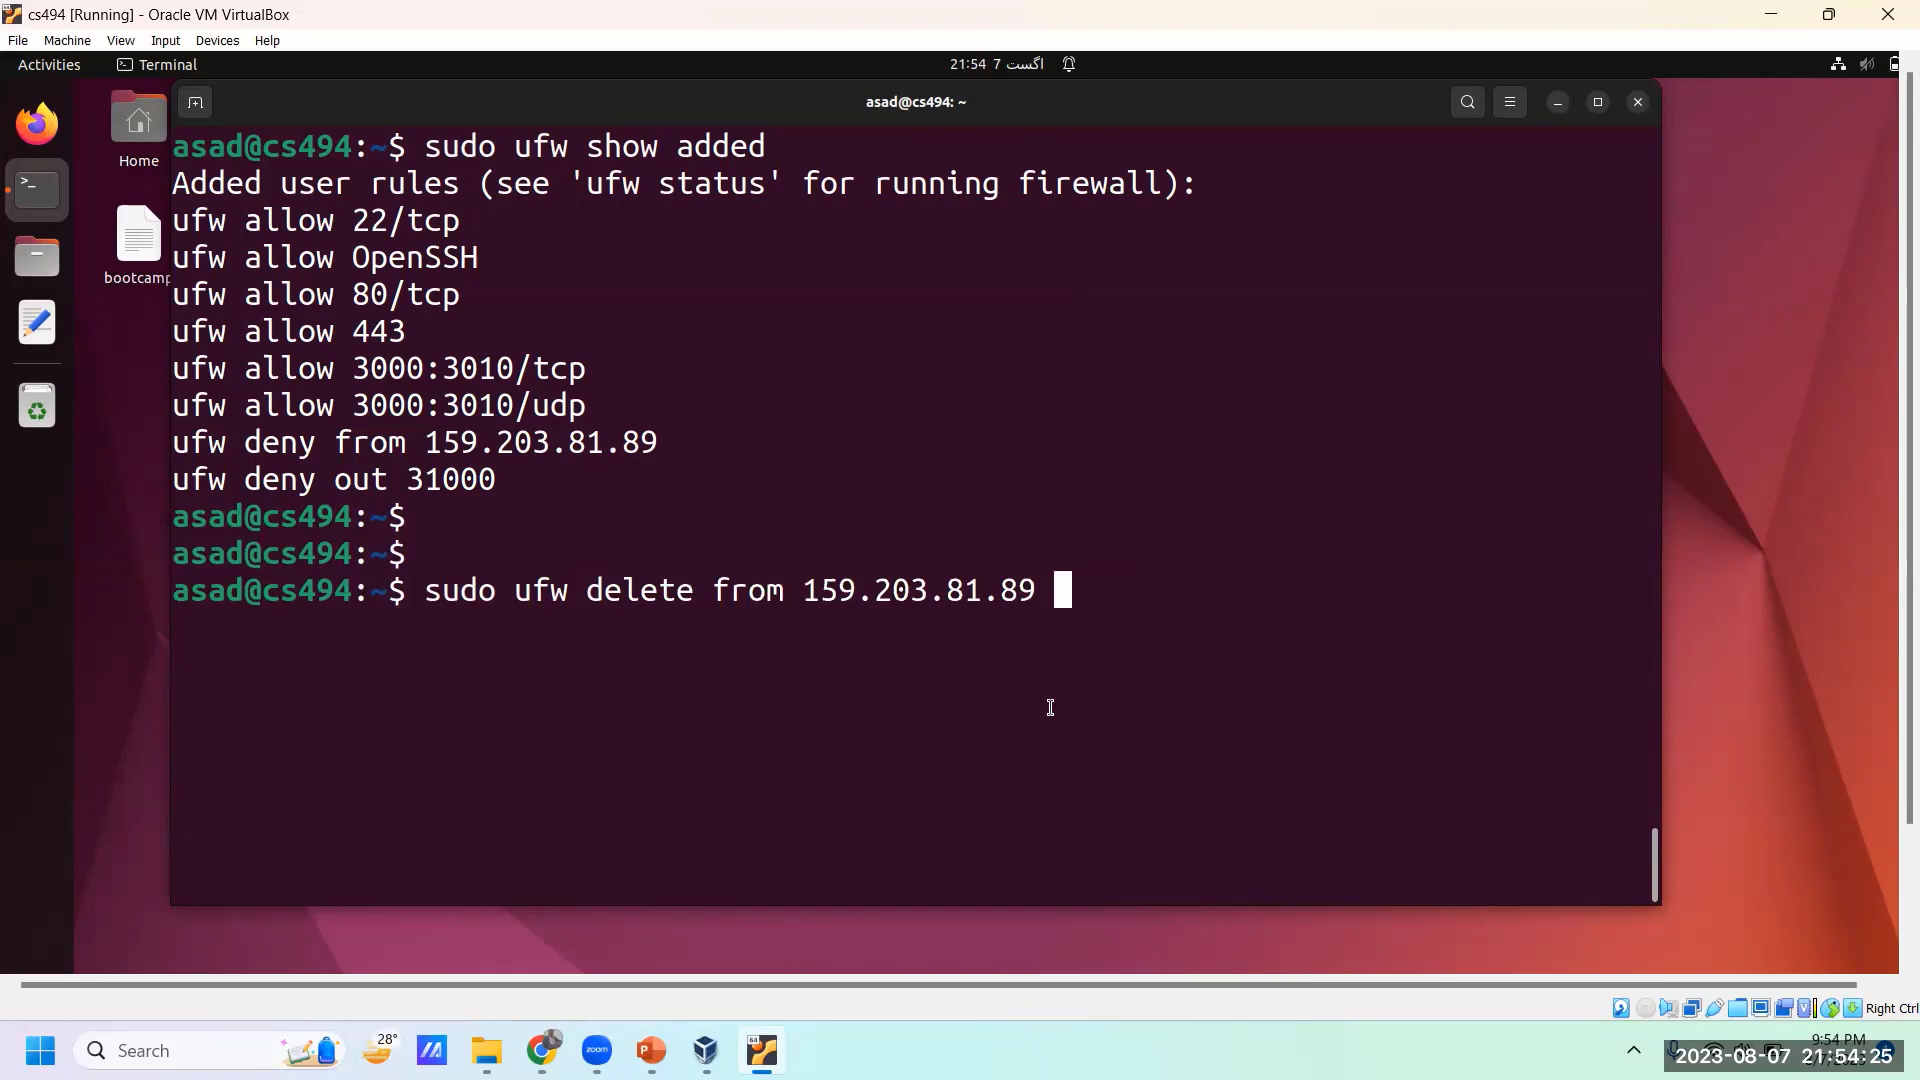 cs494 [Running] - Oracle VM VirtualBox
File Machine View Input Devices Help
Activities Terminal 21:54 7 اگست
asad@cs494: ~
Home
bootcamp
asad@cs494:~$ sudo ufw show added
Added user rules (see 'ufw status' for running firewall):
ufw allow 22/tcp
ufw allow OpenSSH
ufw allow 80/tcp
ufw allow 443
ufw allow 3000:3010/tcp
ufw allow 3000:3010/udp
ufw deny from 159.203.81.89
ufw deny out 31000
asad@cs494:~$
asad@cs494:~$
asad@cs494:~$ sudo ufw delete from 159.203.81.89
Right Ctrl
Search
28°
zoom
64
9:54 PM
2023-08-07 21:54:25